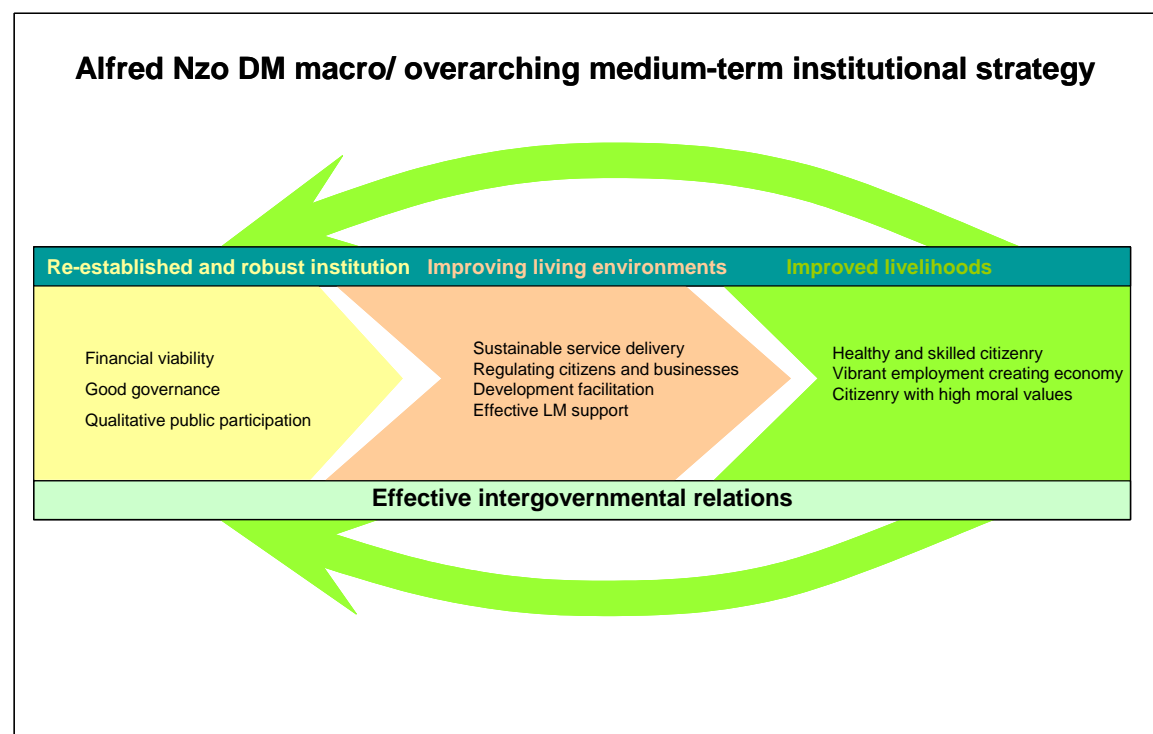 Alfred Nzo DM macro/ overarching medium-term institutional strategy
Re-established and robust institution
Improving living environments
Improved livelihoods
Financial viability
Good governance
Qualitative public participation
Sustainable service delivery
Regulating citizens and businesses
Development facilitation
Effective LM support
Healthy and skilled citizenry
Vibrant employment creating economy
Citizenry with high moral values
Effective intergovernmental relations